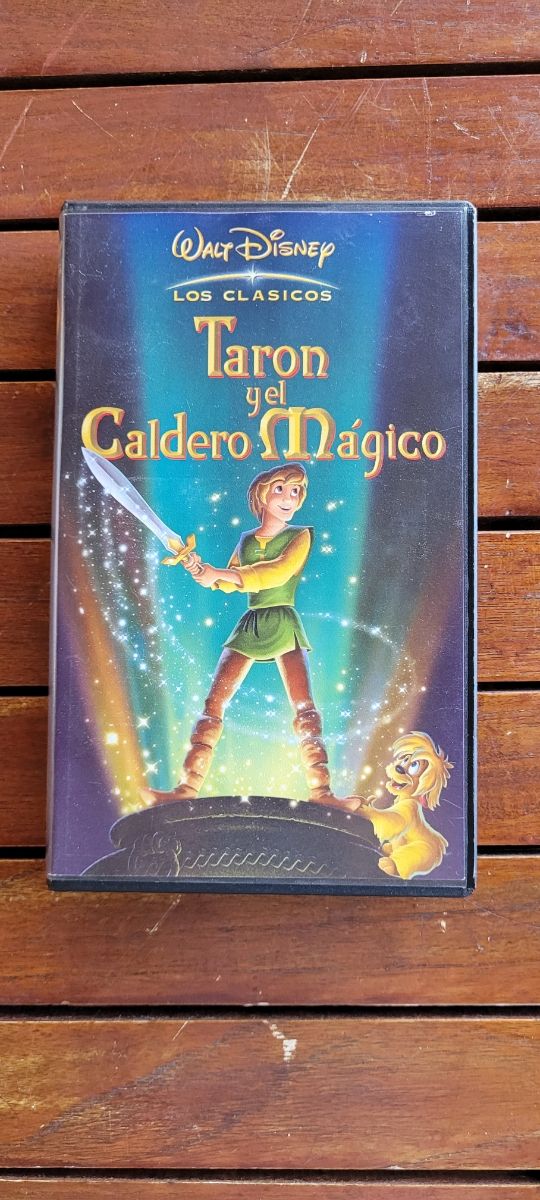 WALT DISNEY
LOS CLASICOS
Taron
y el
Caldero Mágico